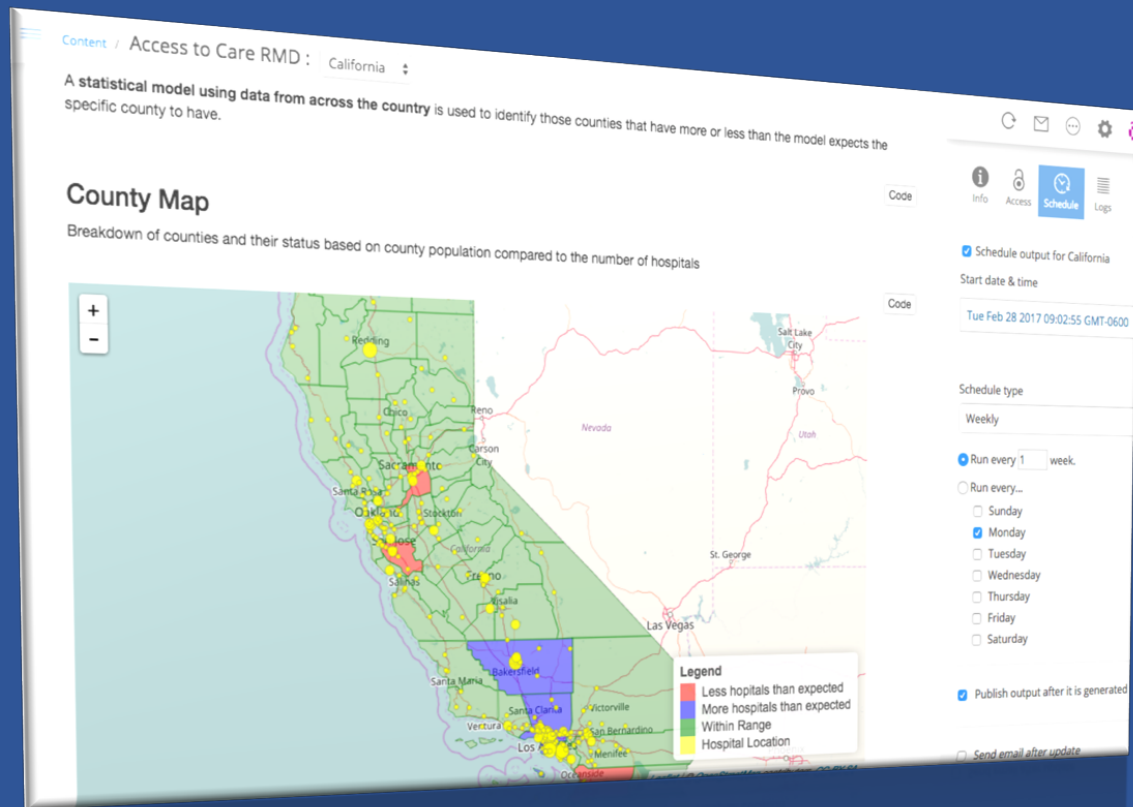 Content / Access to Care RMD : California
A statistical model using data from across the country is used to identify those counties that have more or less than the model expects the
specific county to have.
Code
County Map
Breakdown of counties and their status based on county population compared to the number of hospitals
Code
+
-
Redding
Chico
Reno
Carson
City
Nevada
Salt Lake
City
Provo
Utah
Sacramento
Santa Rosa
Oakland
Stockton
San Jose
California
Salinas
Fresno
Visalia
St. George
Las Vegas
Bakersfield
Santa Maria
Santa Clarita
Victorville
Ventura
San Bernardino
Los
Menifee
Oceanside
Legend
Less hopitals than expected
More hospitals than expected
Within Range
Hospital Location
Leaflet | © OpenStreetMap contributors, CC-BY-SA
Info
Access
Schedule
Logs
Schedule output for California
Start date & time
Tue Feb 28 2017 09:02:55 GMT-0600
Schedule type
Weekly
Run every 1 week.
Run every...
Sunday
Monday
Tuesday
Wednesday
Thursday
Friday
Saturday
Publish output after it is generated
Send email after update